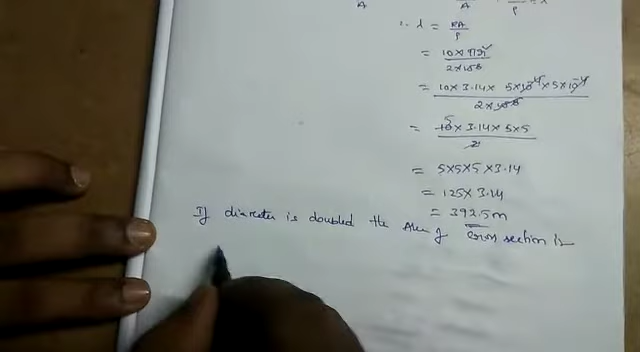 ∴ l = RA/ρ
= 10×πr²/2×10⁻⁸
= 10×3.14×5×10⁻⁴×5×10⁻⁴/2×10⁻⁸
= 10×3.14×5×5/2
= 5×5×5×3.14
= 125×3.14
= 392.5m
If diameter is doubled the Area of cross section is